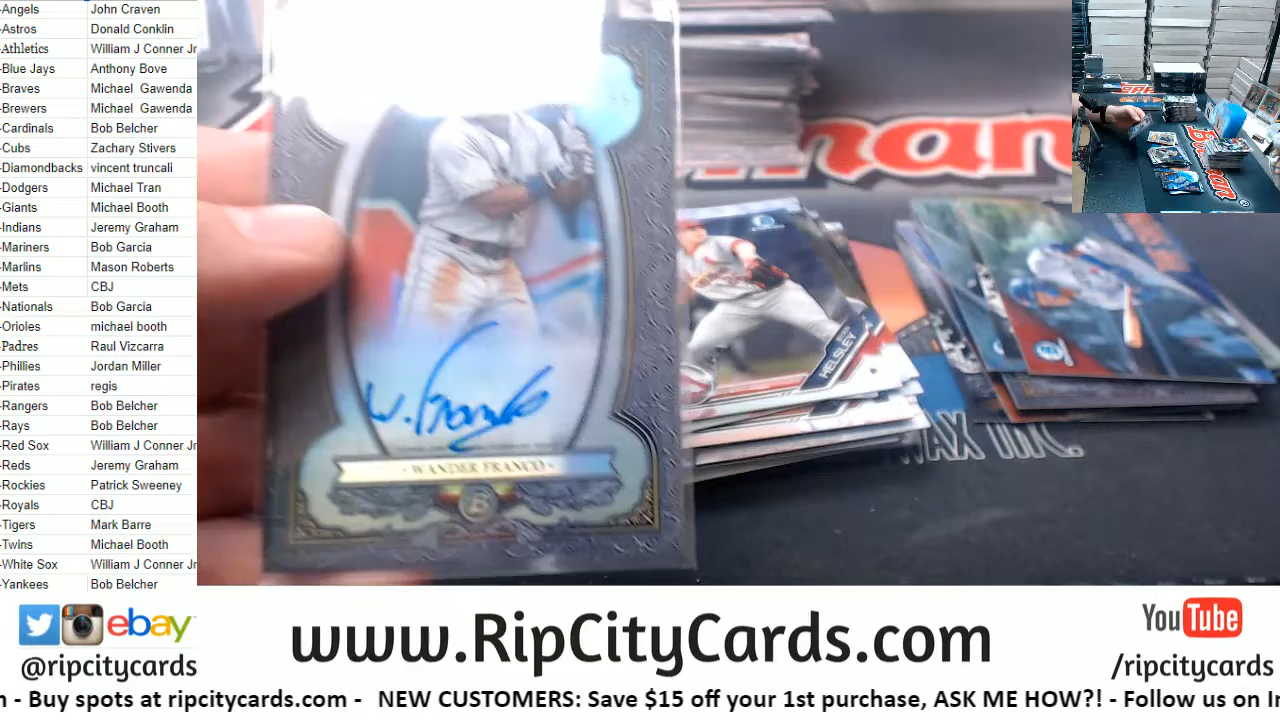 -Angels John Craven
-Astros Donald Conklin
-Athletics William J Conner Jr
-Blue Jays Anthony Bove
-Braves Michael Gawenda
-Brewers Michael Gawenda
-Cardinals Bob Belcher
-Cubs Zachary Stivers
-Diamondbacks vincent truncali
-Dodgers Michael Tran
-Giants Michael Booth
-Indians Jeremy Graham
-Mariners Bob Garcia
-Marlins Mason Roberts
-Mets CBJ
-Nationals Bob Garcia
-Orioles michael booth
-Padres Raul Vizcarra
-Phillies Jordan Miller
-Pirates regis
-Rangers Bob Belcher
-Rays Bob Belcher
-Red Sox William J Conner Jr
-Reds Jeremy Graham
-Rockies Patrick Sweeney
-Royals CBJ
-Tigers Mark Barre
-Twins Michael Booth
-White Sox William J Conner Jr
-Yankees Bob Belcher
W. Franco
· WANDER FRANCO ·
HELSLEY
man
WAX INC.
Bowman
ebay
@ripcitycards
www.RipCityCards.com
YouTube
/ripcitycards
n - Buy spots at ripcitycards.com - NEW CUSTOMERS: Save $15 off your 1st purchase, ASK ME HOW?! - Follow us on I